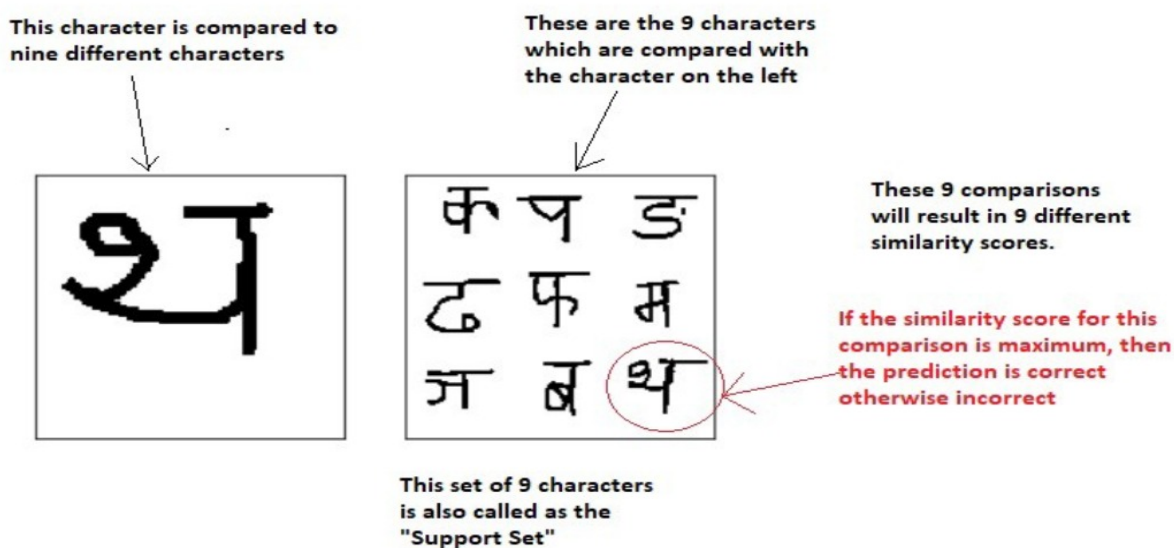 This character is compared to
nine different characters
These are the 9 characters
which are compared with
the character on the left
थ
क प ङ
ढ फ म
ञ ब थ
These 9 comparisons
will result in 9 different
similarity scores.
If the similarity score for this
comparison is maximum, then
the prediction is correct
otherwise incorrect
This set of 9 characters
is also called as the
"Support Set"